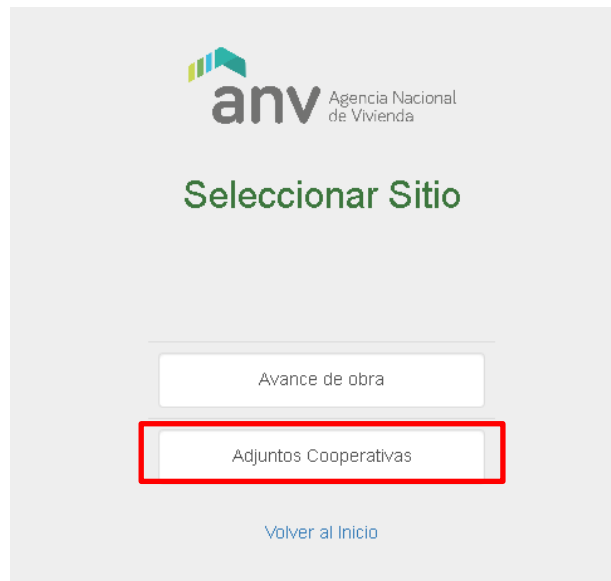 anv
Agencia Nacional
de Vivienda
Seleccionar Sitio
Avance de obra
Adjuntos Cooperativas
Volver al Inicio